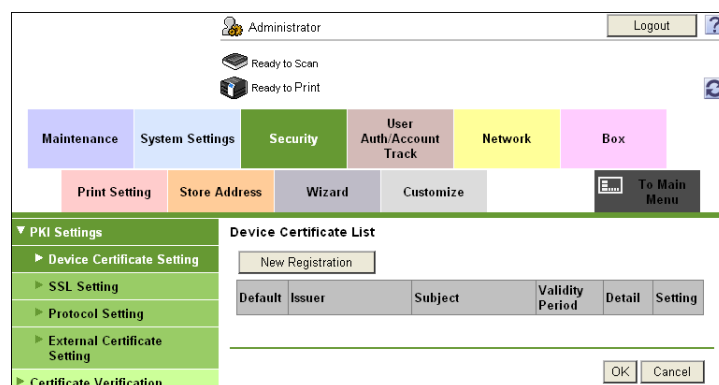 Administrator
Logout
?
Ready to Scan
Ready to Print
Maintenance
System Settings
Security
User
Auth/Account
Track
Network
Box
Print Setting
Store Address
Wizard
Customize
To Main
Menu
▼ PKI Settings
Device Certificate Setting
SSL Setting
Protocol Setting
External Certificate
Setting
Certificate Verification
Device Certificate List
New Registration
Default
Issuer
Subject
Validity
Period
Detail
Setting
OK
Cancel